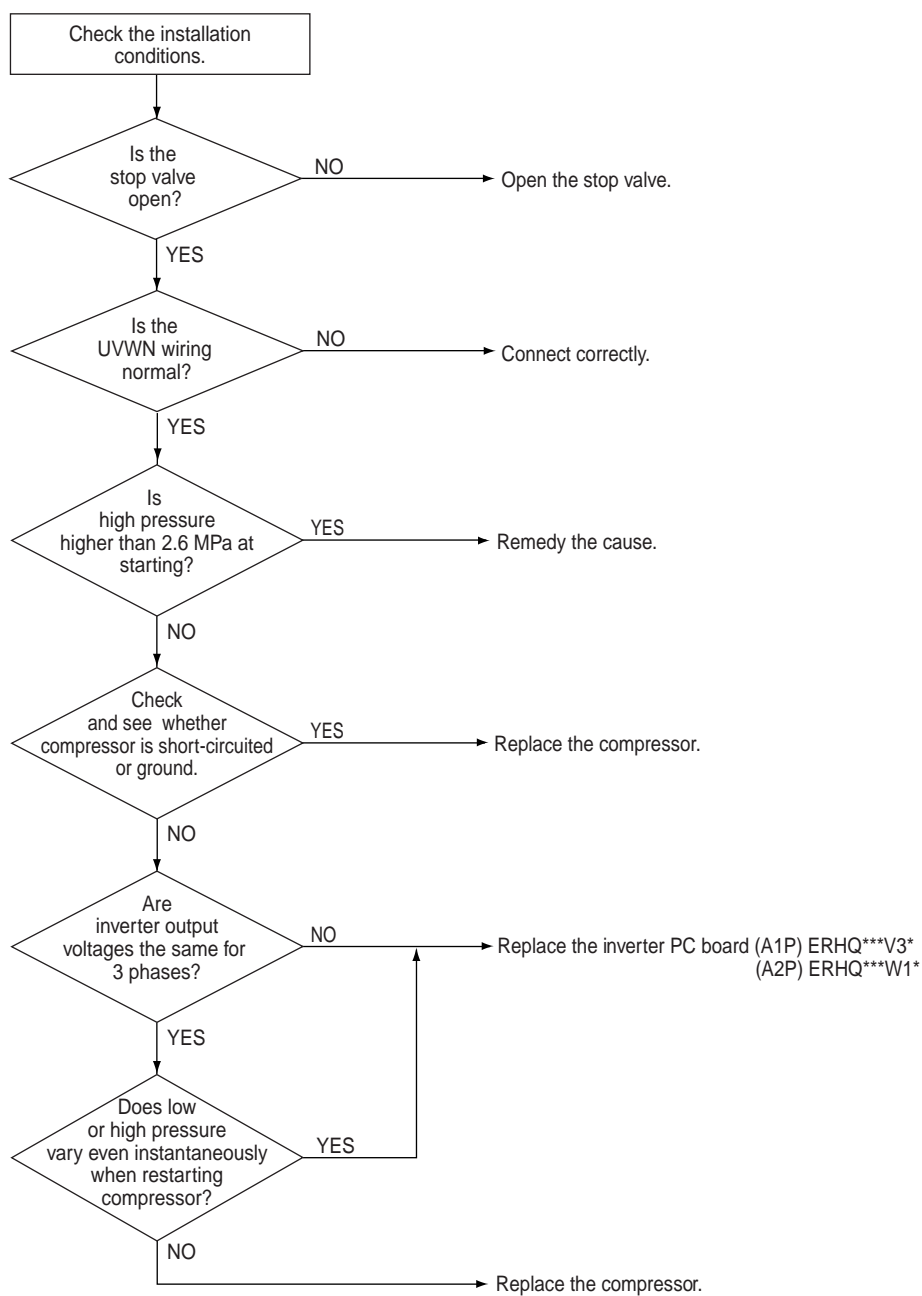 Check the installation
conditions.
Is the
stop valve
open?
NO
Open the stop valve.
YES
Is the
UVWN wiring
normal?
NO
Connect correctly.
YES
Is
high pressure
higher than 2.6 MPa at
starting?
YES
Remedy the cause.
NO
Check
and see whether
compressor is short-circuited
or ground.
YES
Replace the compressor.
NO
Are
inverter output
voltages the same for
3 phases?
NO
Replace the inverter PC board (A1P) ERHQ***V3*
(A2P) ERHQ***W1*
YES
Does low
or high pressure
vary even instantaneously
when restarting
compressor?
YES
NO
Replace the compressor.